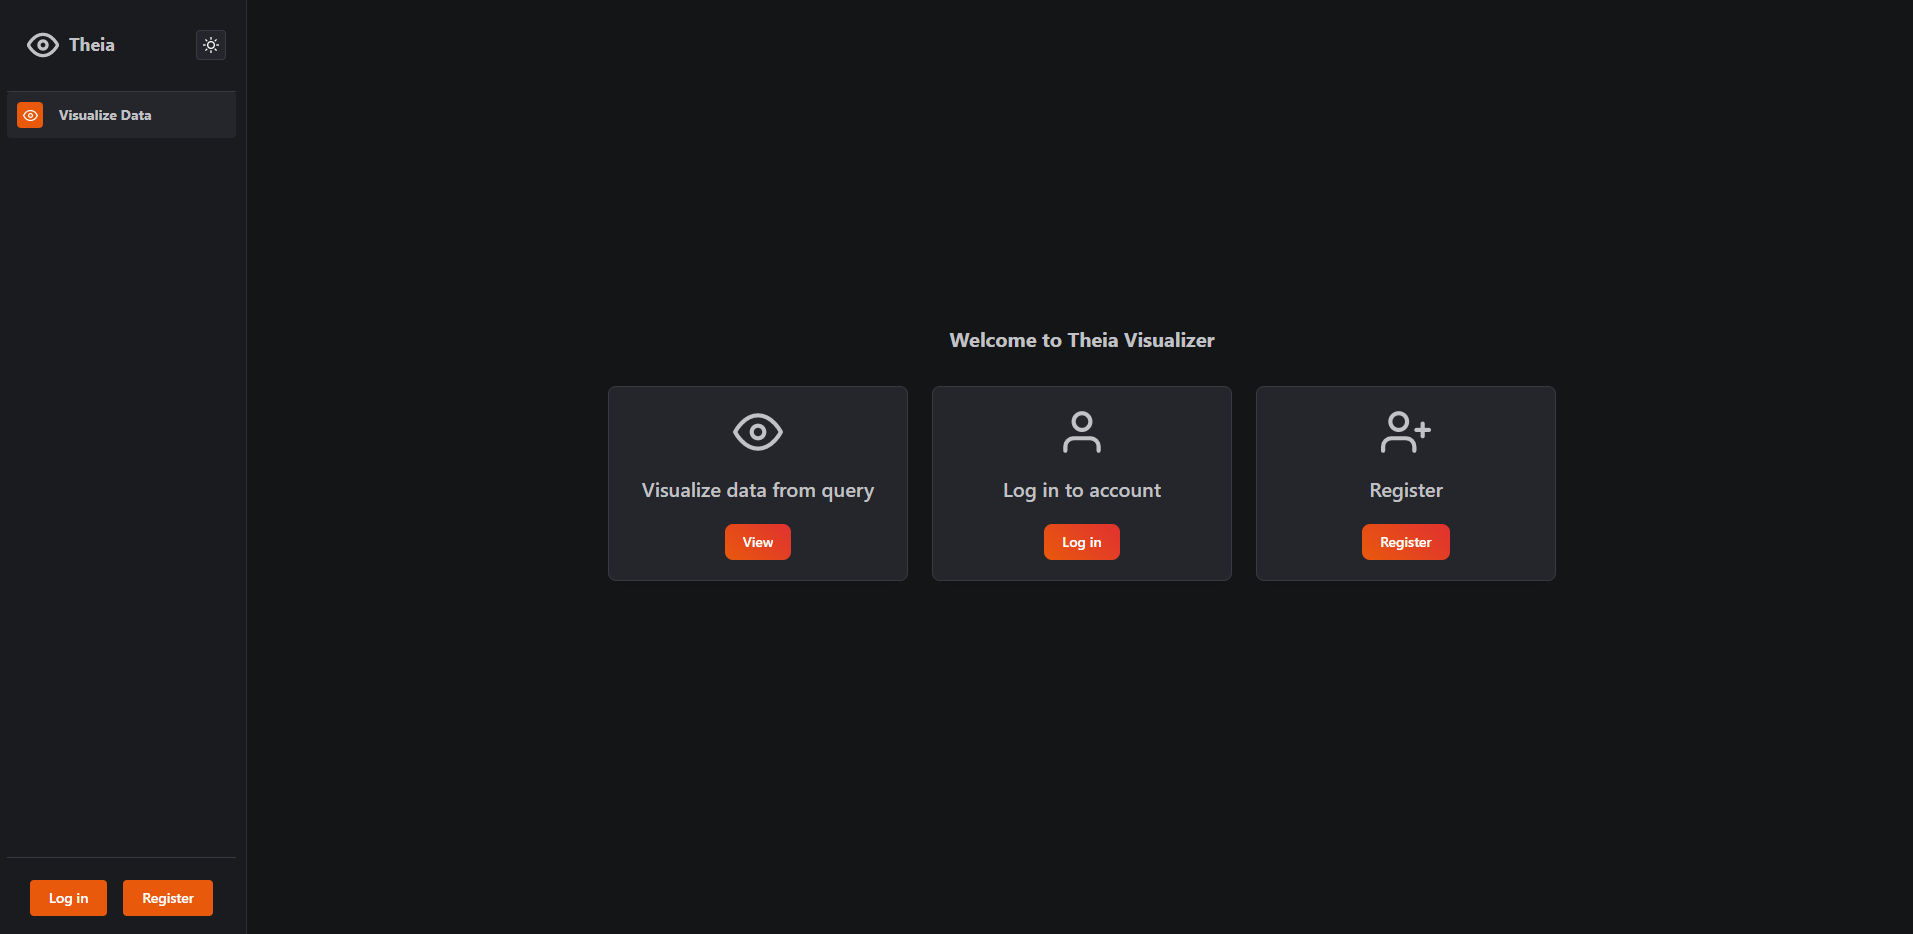 Theia
Visualize Data
Welcome to Theia Visualizer
Visualize data from query
View
Log in to account
Log in
Register
Register
Log in
Register